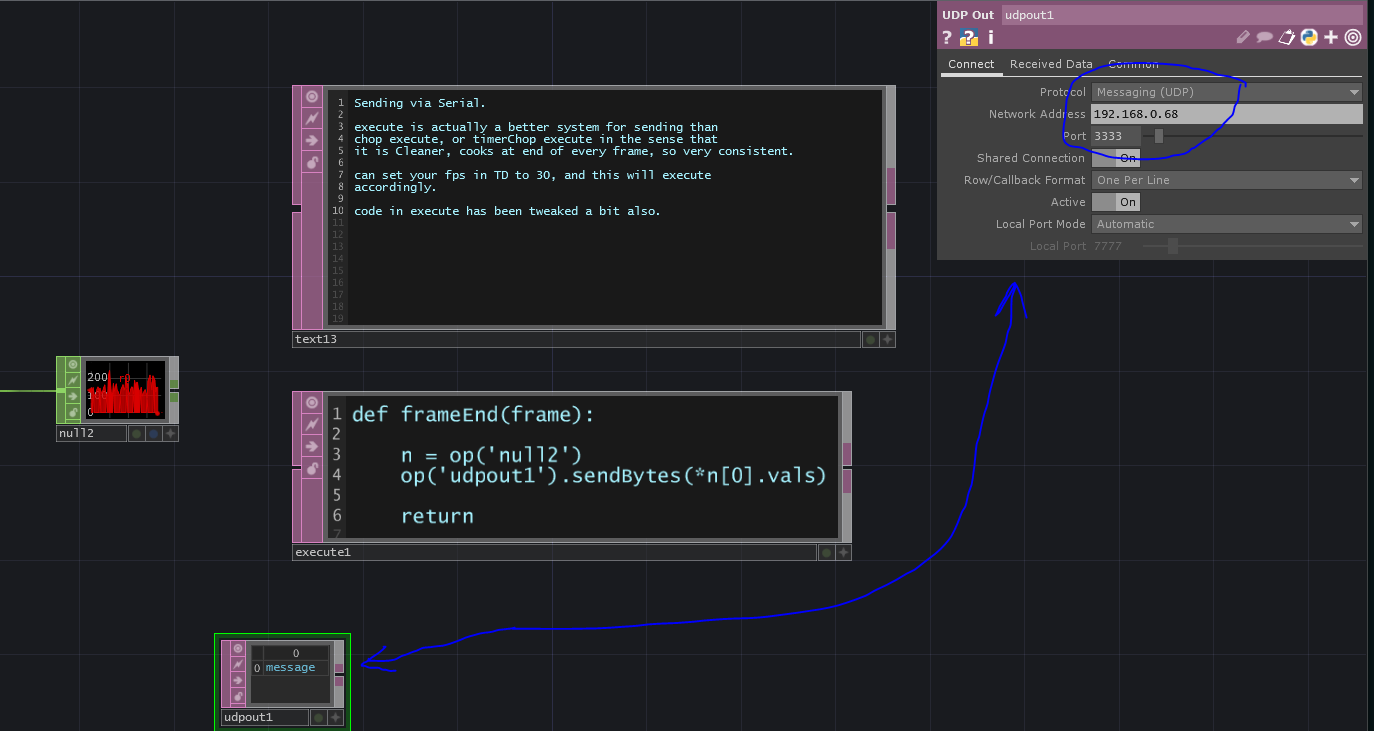 UDP Out udpout1
? ? i
Connect Received Data Common
Protocol Messaging (UDP)
Network Address 192.168.0.68
Port 3333
Shared Connection On
Row/Callback Format One Per Line
Active On
Local Port Mode Automatic
Local Port 7777
1 Sending via Serial.
2
3 execute is actually a better system for sending than
4 chop execute, or timerChop execute in the sense that
5 it is Cleaner, cooks at end of every frame, so very consistent.
6
7 can set your fps in TD to 30, and this will execute
8 accordingly.
9
10 code in execute has been tweaked a bit also.
11
12
13
14
15
16
17
18
19
text13
200 r0
100
0
null2
1 def frameEnd(frame):
2
3 n = op('null2')
4 op('udpout1').sendBytes(*n[0].vals)
5
6 return
7
execute1
0
0 message
udpout1